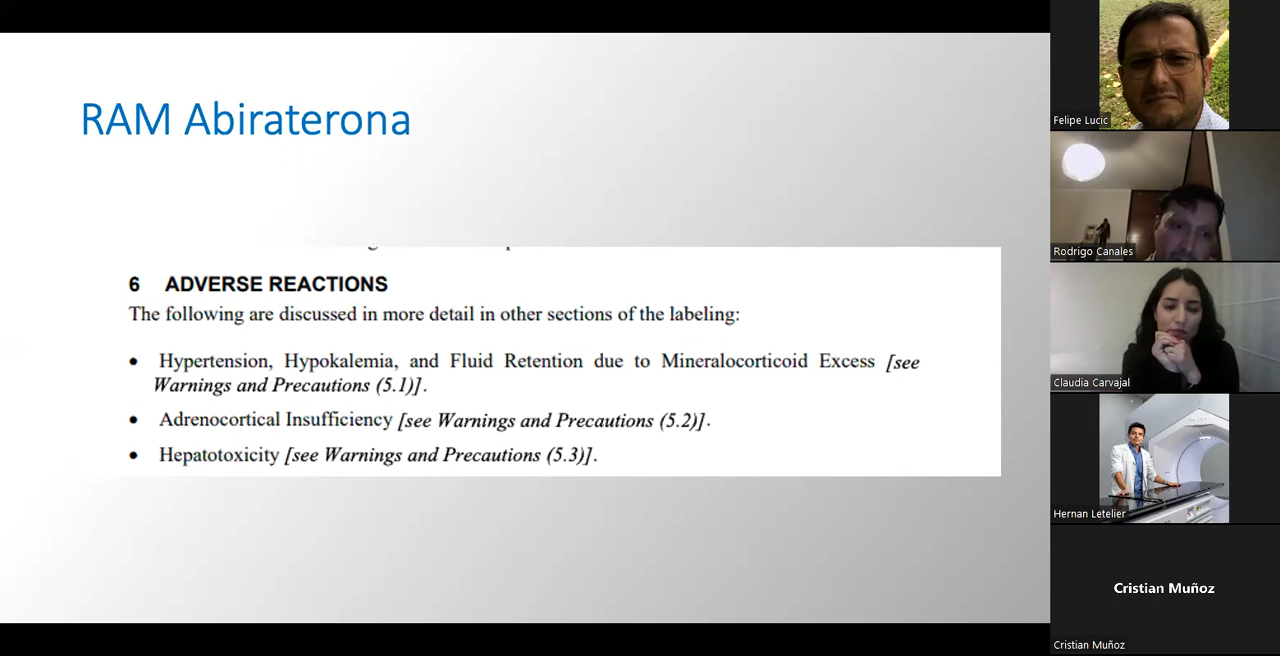 RAM Abiraterona
6 ADVERSE REACTIONS
The following are discussed in more detail in other sections of the labeling:
• Hypertension, Hypokalemia, and Fluid Retention due to Mineralocorticoid Excess [see
Warnings and Precautions (5.1)].
• Adrenocortical Insufficiency [see Warnings and Precautions (5.2)].
• Hepatotoxicity [see Warnings and Precautions (5.3)].
Felipe Lucic
Rodrigo Canales
Claudia Carvajal
Hernan Letelier
Cristian Muñoz
Cristian Muñoz